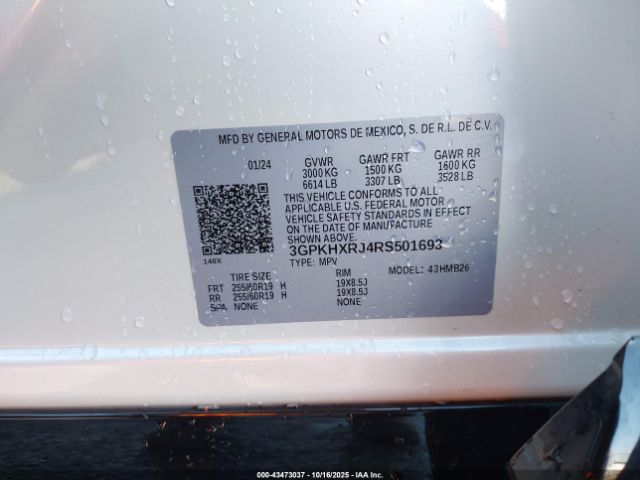 MFD BY GENERAL MOTORS DE MEXICO, S. DE R.L. DE C.V.
01/24 GVWR GAWR FRT GAWR RR
3000 KG 1500 KG 1600 KG
6614 LB 3307 LB 3528 LB
THIS VEHICLE CONFORMS TO ALL
APPLICABLE U.S. FEDERAL MOTOR
VEHICLE SAFETY STANDARDS IN EFFECT
ON THE DATE OF MANUFACTURE
SHOWN ABOVE.
3GPKHXRJ4RS501693
140X TYPE: MPV MODEL: 43HMB26
TIRE SIZE RIM
FRT 255/60R19 H 19X8.5J
RR 255/60R19 H 19X8.5J
SPA NONE NONE
000-43473037 - 10/16/2025 - IAA Inc.